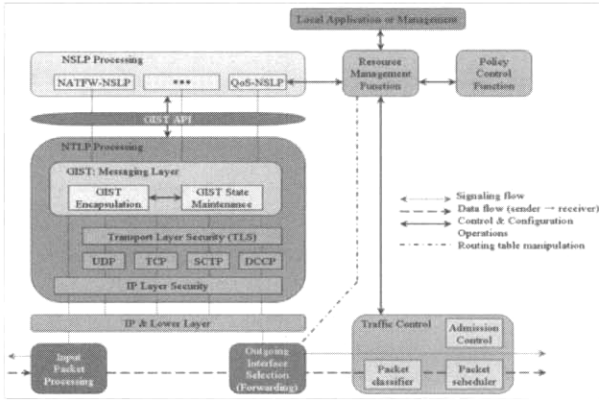 Local Application or Management
NSLP Processing
NATFW-NSLP
***
QoS-NSLP
Resource
Management
Function
Policy
Control
Function
GIST API
NTLP Processing
GIST: Messaging Layer
GIST
Encapsulation
GIST State
Maintenance
Transport Layer Security (TLS)
UDP
TCP
SCTP
DCCP
IP Layer Security
IP & Lower Layer
Signaling flow
Data flow (sender → receiver)
Control & Configuration
Operations
Routing table manipulation
Input
Packet
Processing
Outgoing
Interface
Selection
(Forwarding)
Traffic Control
Admission
Control
Packet
classifier
Packet
scheduler